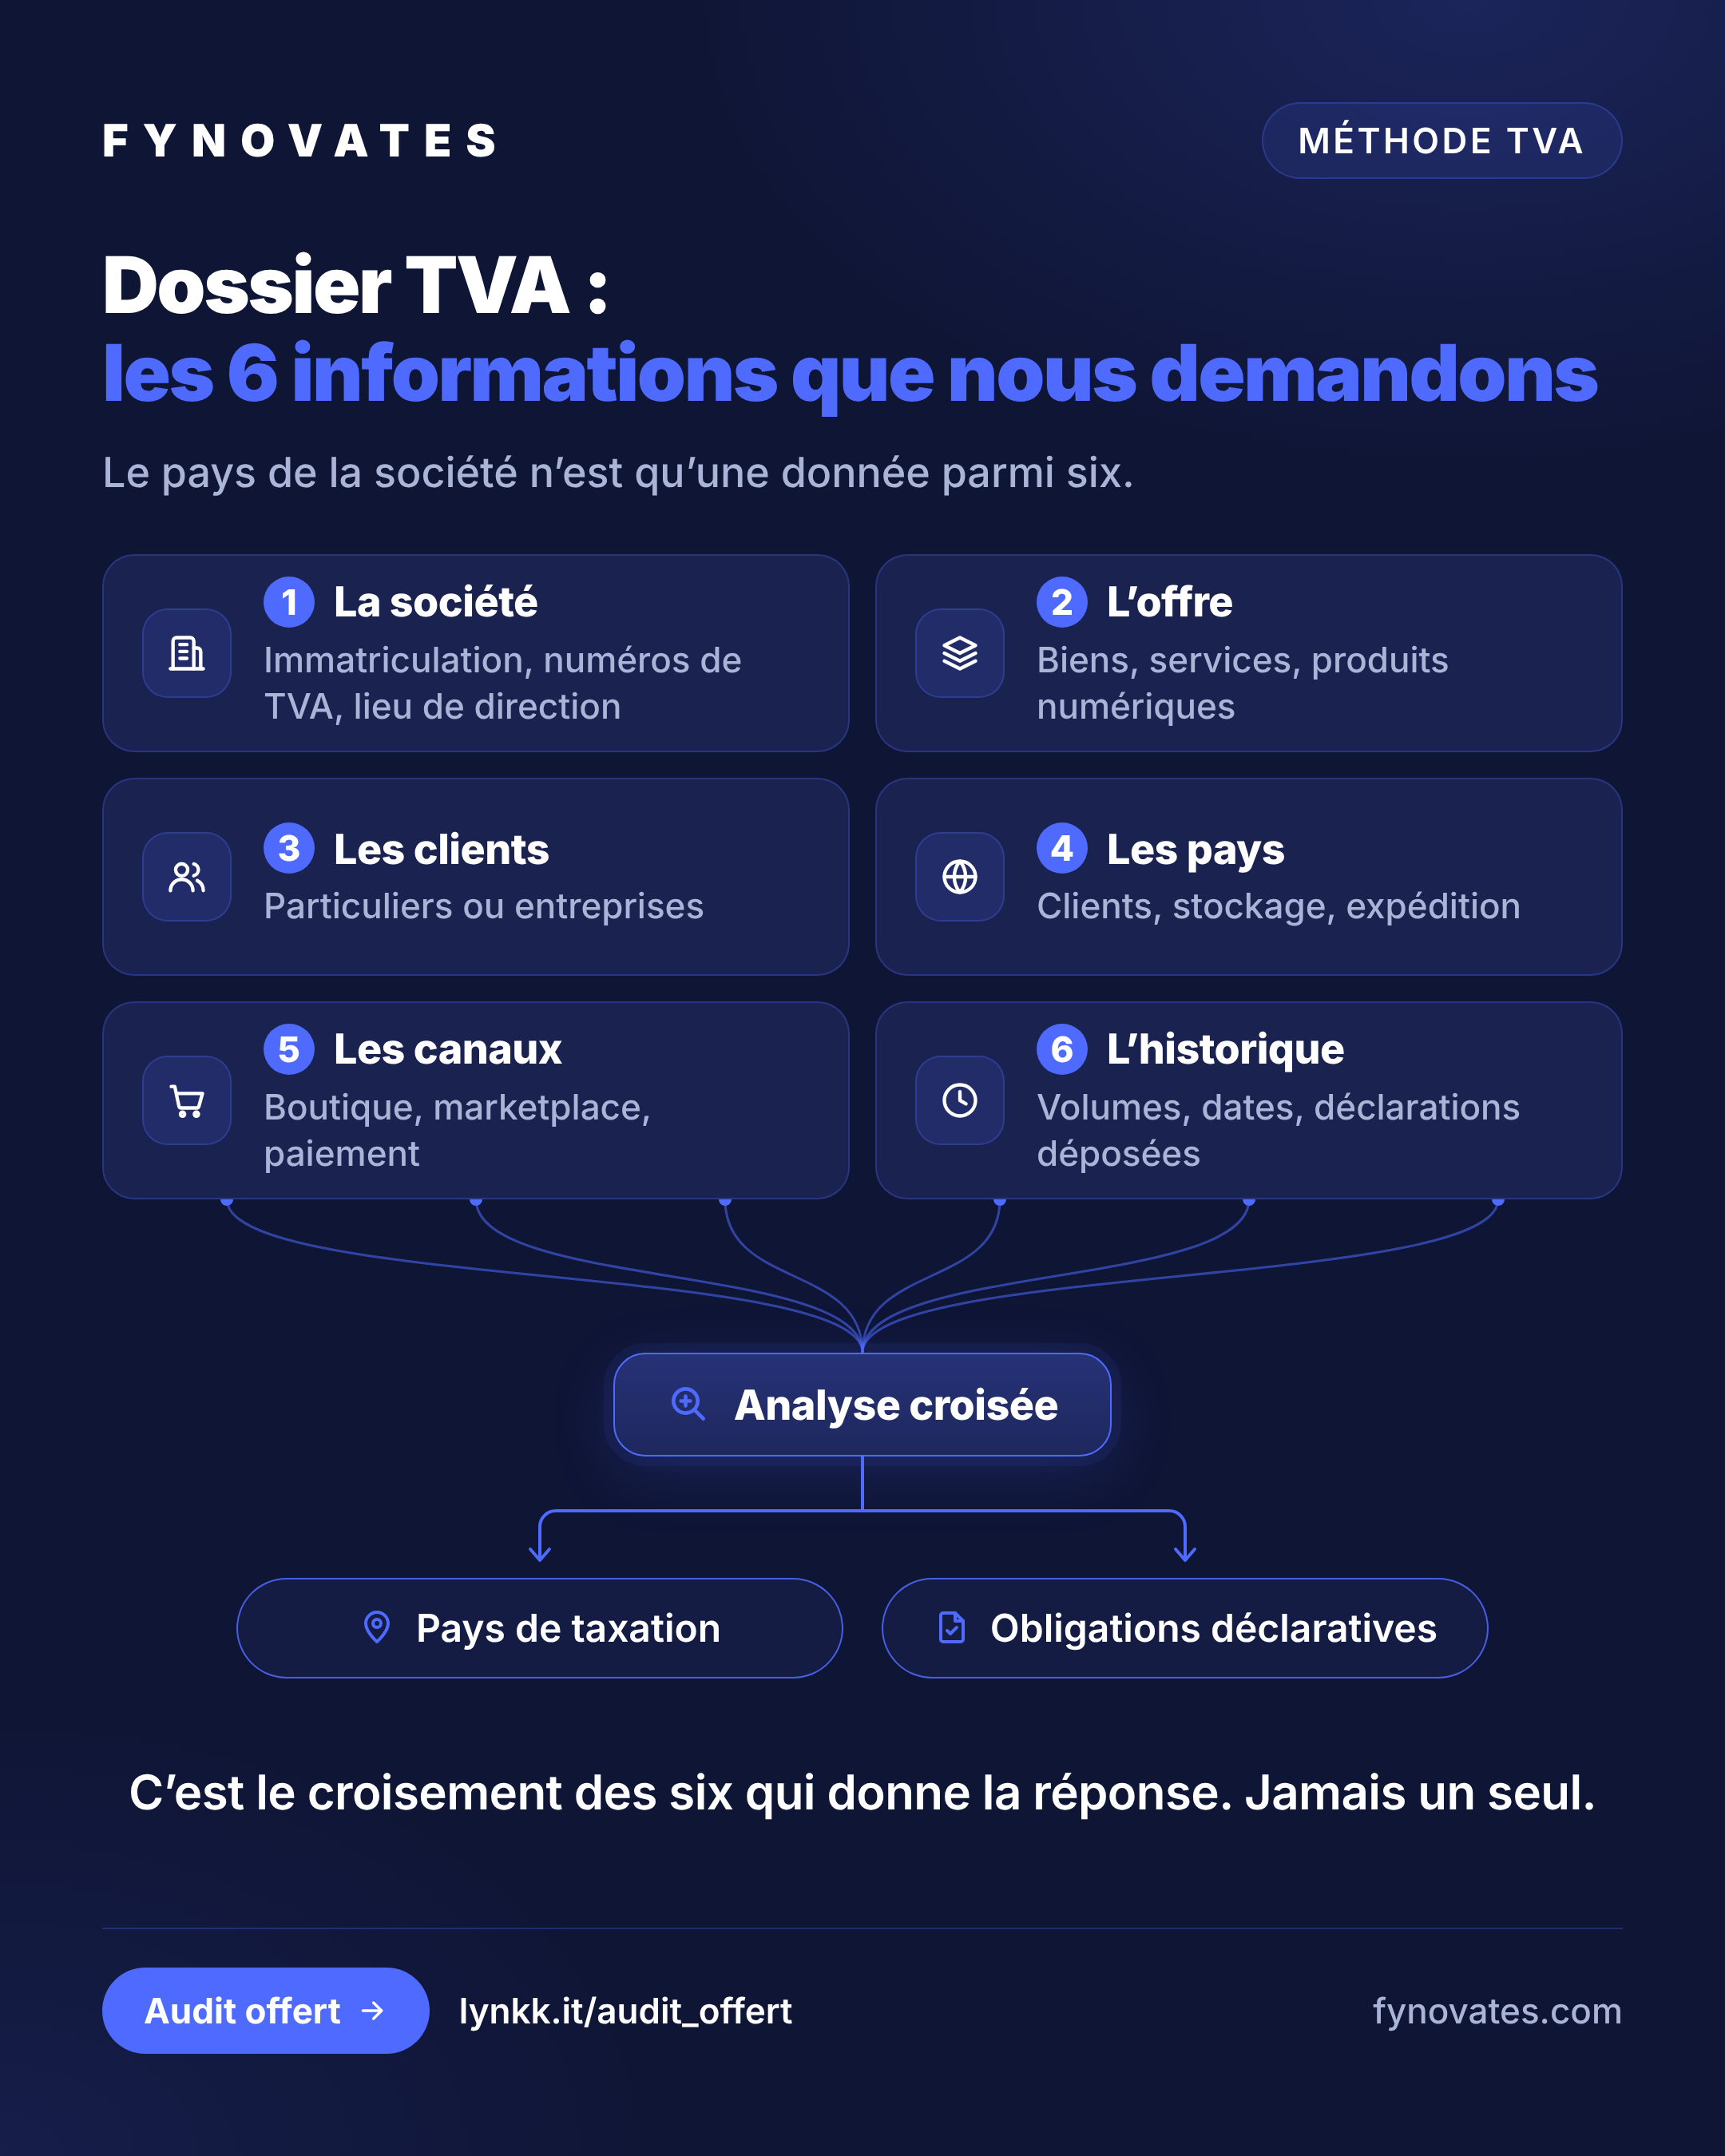 FYNOVATES
MÉTHODE TVA
Dossier TVA :
les 6 informations que nous demandons
Le pays de la société n’est qu’une donnée parmi six.
1 La société
Immatriculation, numéros de
TVA, lieu de direction
2 L’offre
Biens, services, produits
numériques
3 Les clients
Particuliers ou entreprises
4 Les pays
Clients, stockage, expédition
5 Les canaux
Boutique, marketplace,
paiement
6 L’historique
Volumes, dates, déclarations
déposées
Analyse croisée
Pays de taxation
Obligations déclaratives
C’est le croisement des six qui donne la réponse. Jamais un seul.
Audit offert →
lynkk.it/audit_offert
fynovates.com